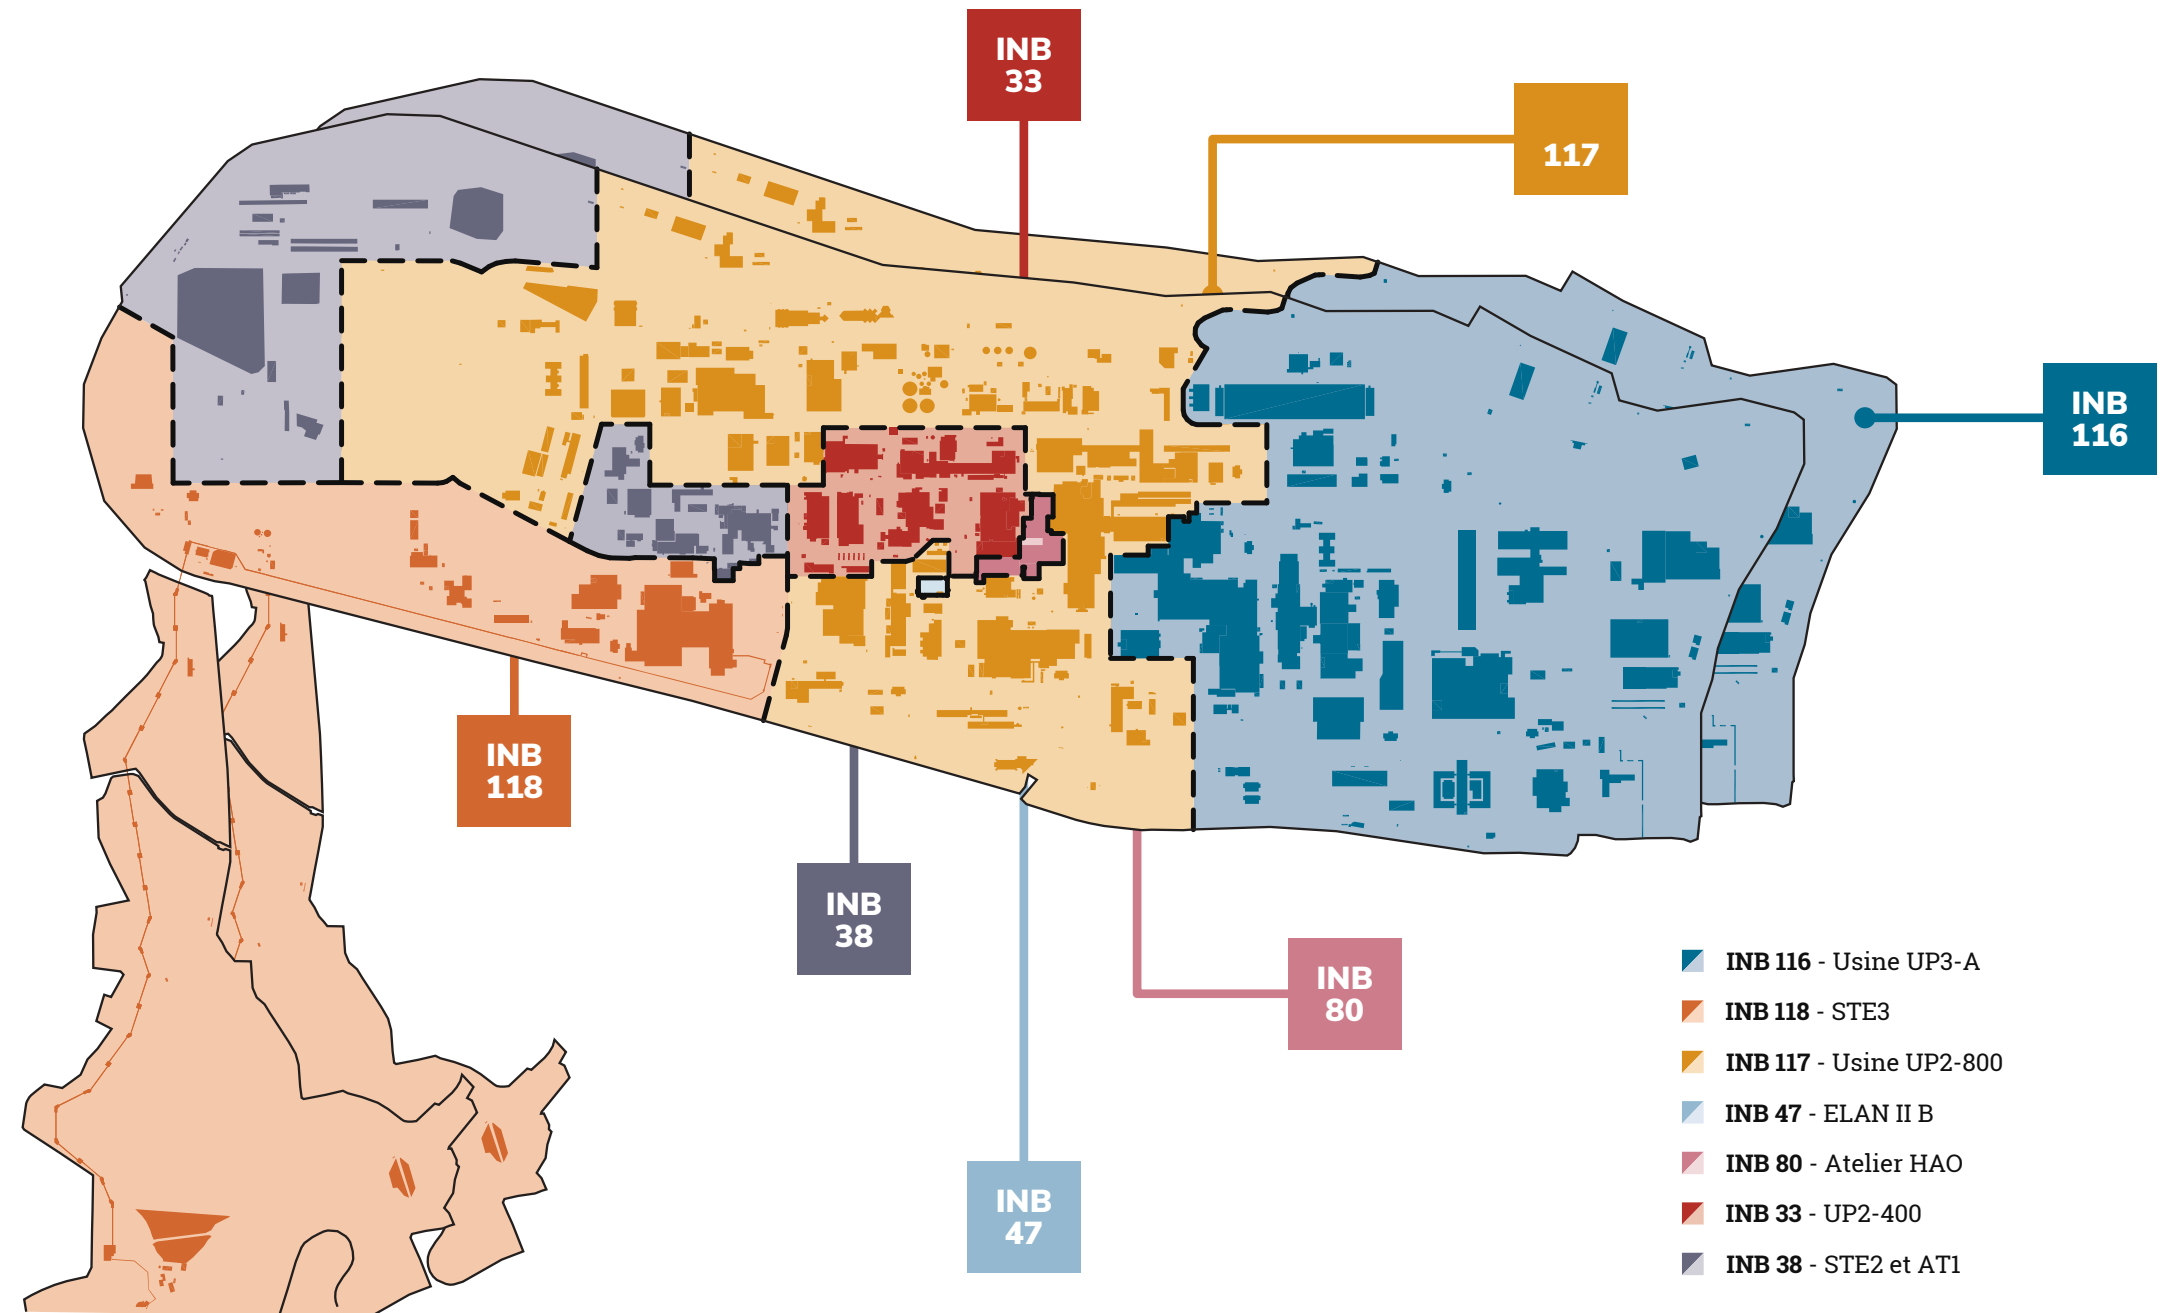 INB
33
117
INB
116
INB
118
INB
38
INB
80
INB
47
INB 116 - Usine UP3-A
INB 118 - STE3
INB 117 - Usine UP2-800
INB 47 - ELAN II B
INB 80 - Atelier HAO
INB 33 - UP2-400
INB 38 - STE2 et AT1